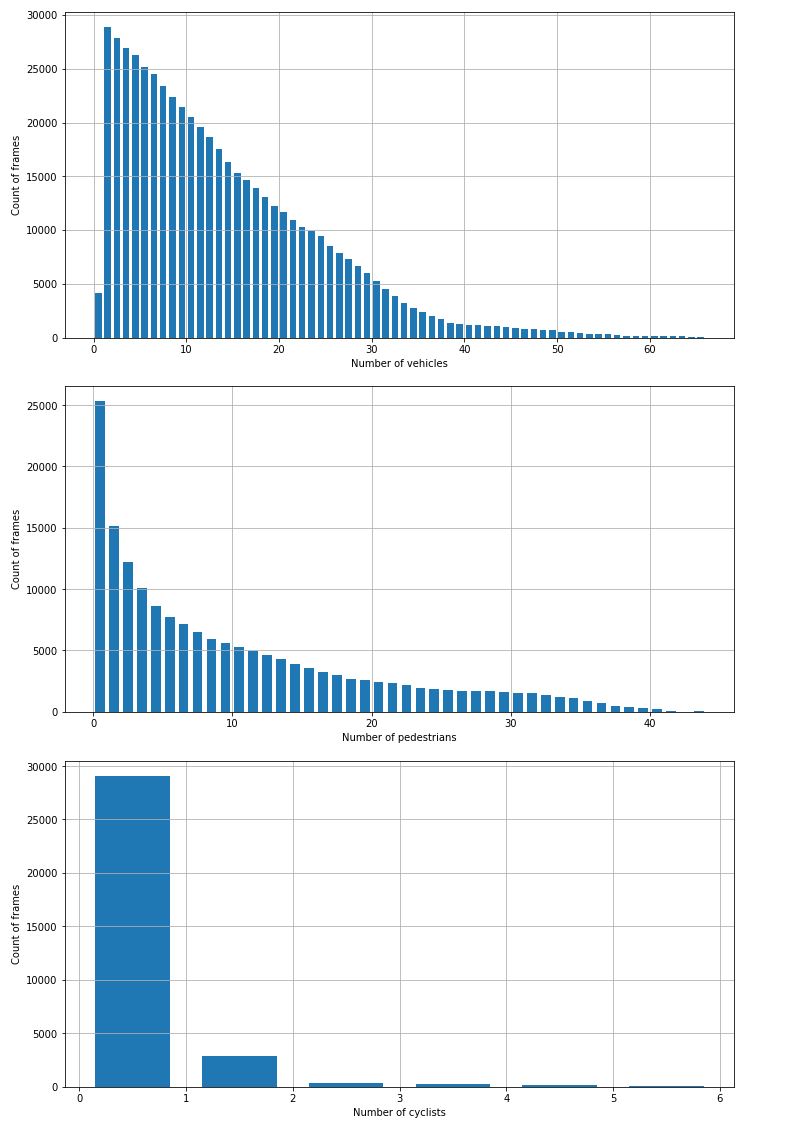 30000
25000
20000
15000
10000
5000
0
Count of frames
0 10 20 30 40 50 60
Number of vehicles
25000
20000
15000
10000
5000
0
Count of frames
0 10 20 30 40
Number of pedestrians
30000
25000
20000
15000
10000
5000
0
Count of frames
0 1 2 3 4 5 6
Number of cyclists